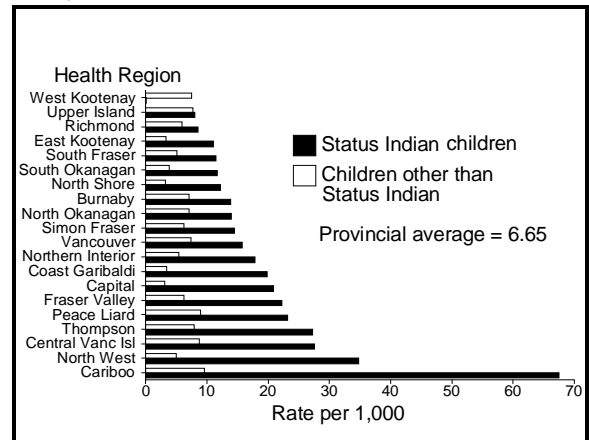 Health Region
West Kootenay
Upper Island
Richmond
East Kootenay
South Fraser
South Okanagan
North Shore
Burnaby
North Okanagan
Simon Fraser
Vancouver
Northern Interior
Coast Garibaldi
Capital
Fraser Valley
Peace Liard
Thompson
Central Vanc Isl
North West
Cariboo
Status Indian children
Children other than
Status Indian
Provincial average = 6.65
0 10 20 30 40 50 60 70
Rate per 1,000